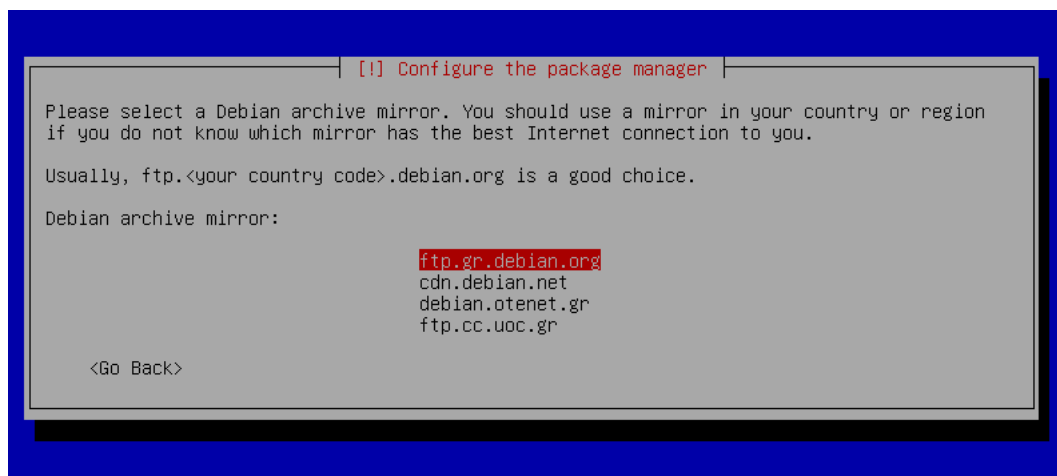 [!] Configure the package manager
Please select a Debian archive mirror. You should use a mirror in your country or region
if you do not know which mirror has the best Internet connection to you.
Usually, ftp.<your country code>.debian.org is a good choice.
Debian archive mirror:
ftp.gr.debian.org
cdn.debian.net
debian.otenet.gr
ftp.cc.uoc.gr
<Go Back>